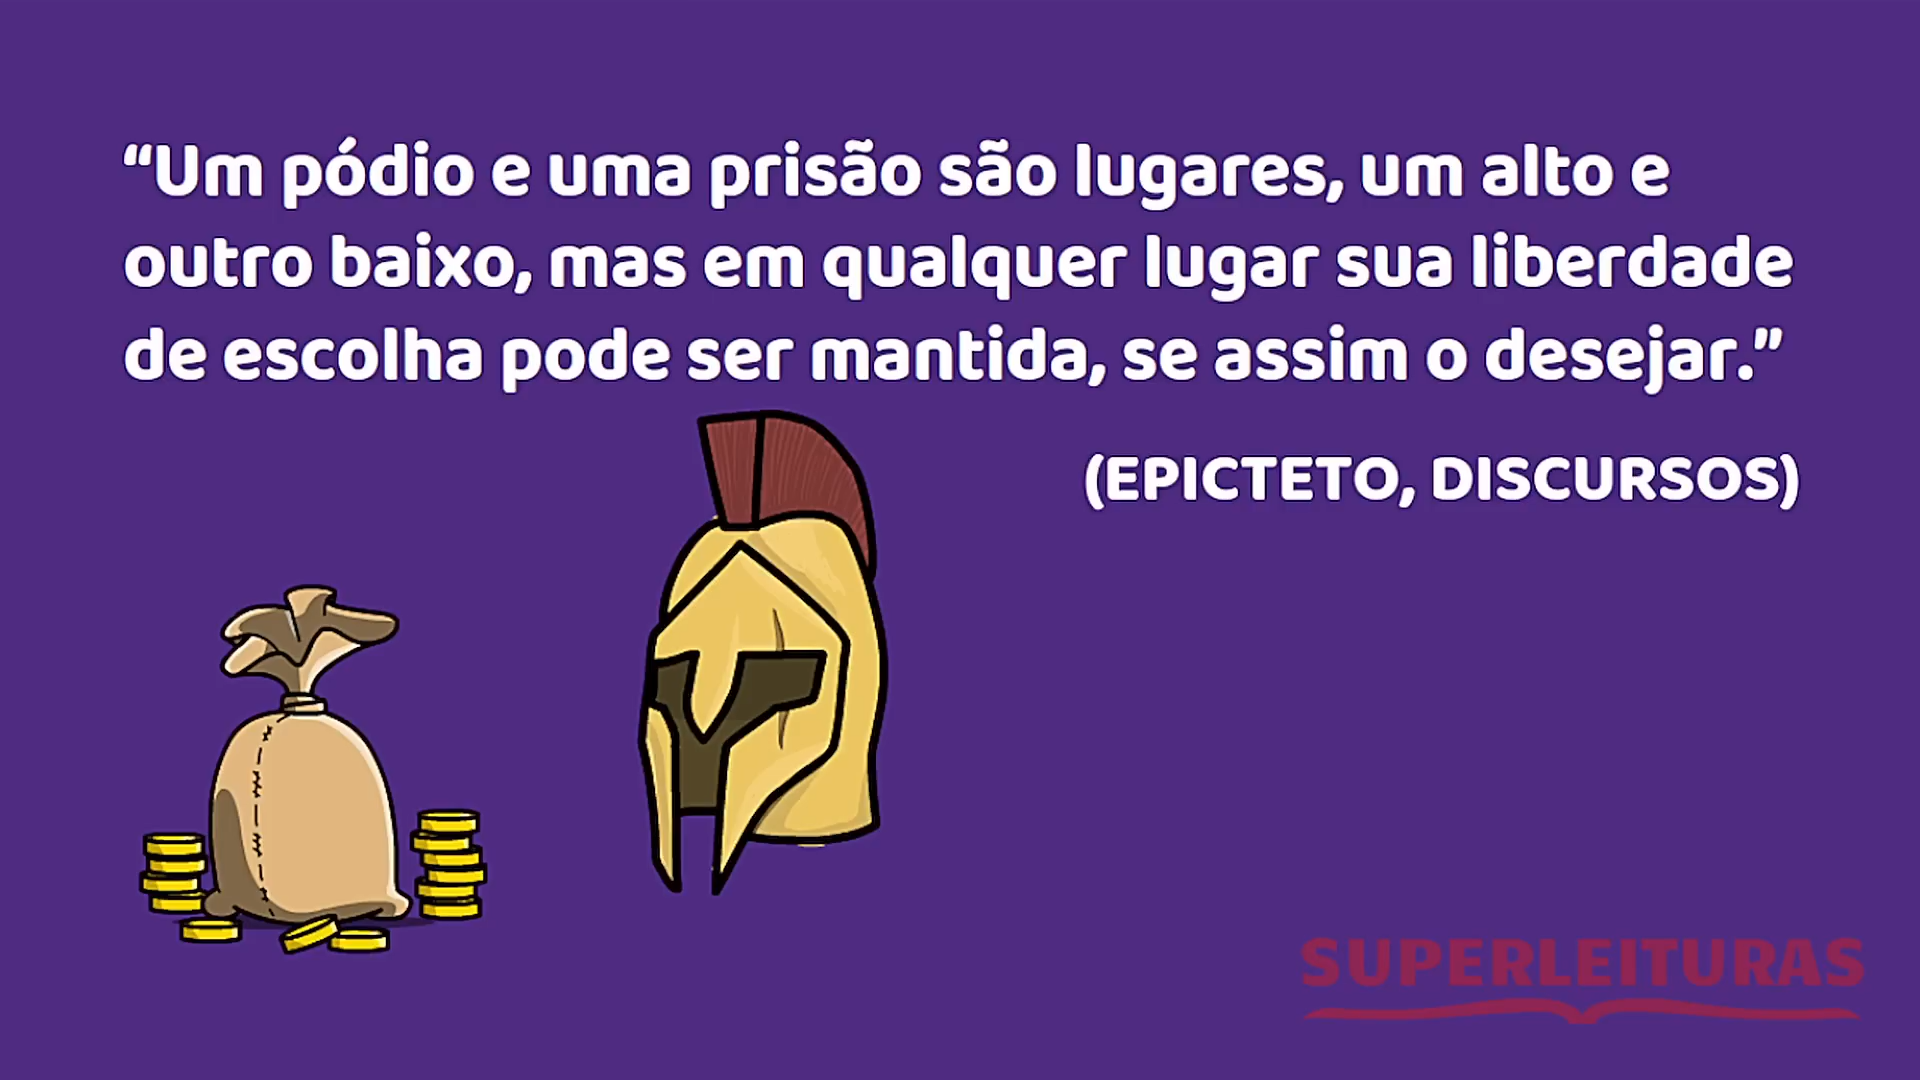 “Um pódio e uma prisão são lugares, um alto e
outro baixo, mas em qualquer lugar sua liberdade
de escolha pode ser mantida, se assim o desejar.”
(EPICTETO, DISCURSOS)
SUPERLEITURAS